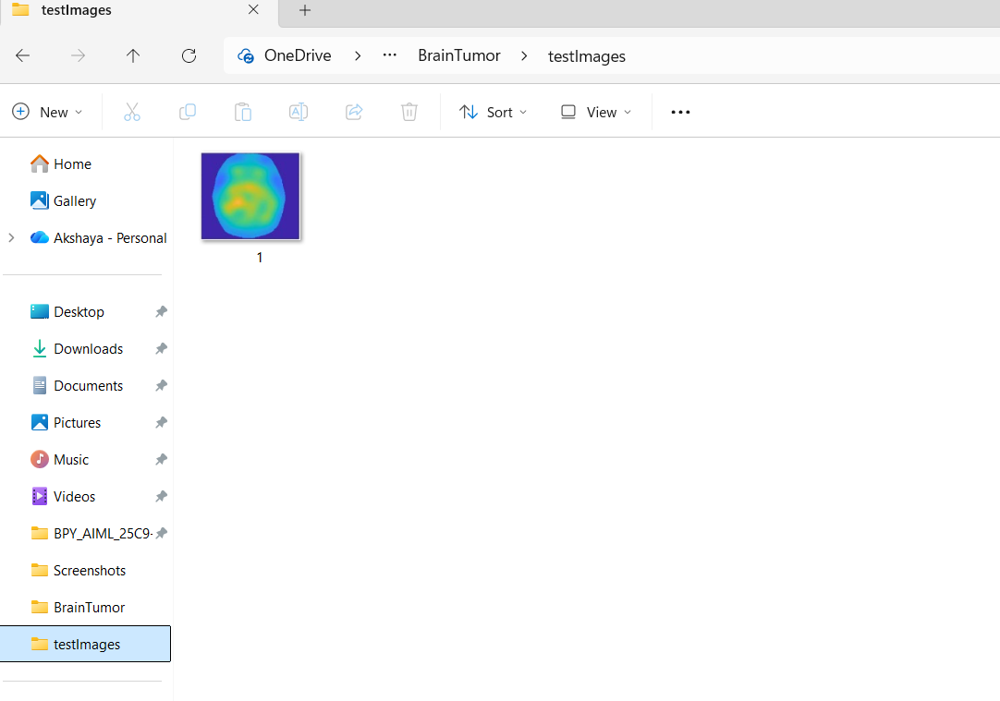 testImages
OneDrive > ... BrainTumor > testImages
New
Sort
View
Home
Gallery
Akshaya - Personal
Desktop
Downloads
Documents
Pictures
Music
Videos
BPY_AIML_25C9-
Screenshots
BrainTumor
testImages
1